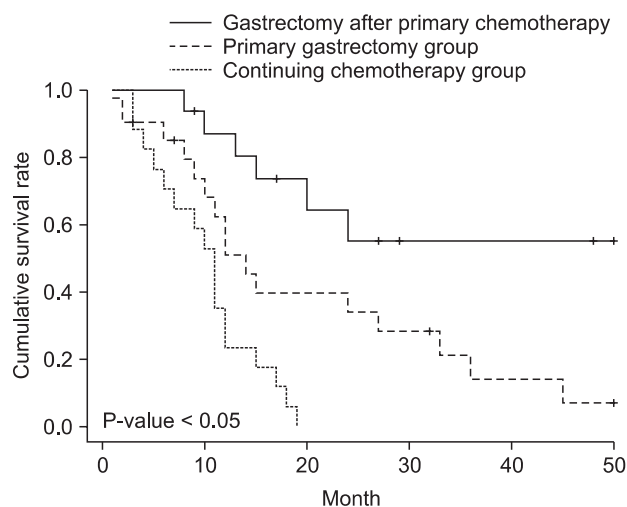 Gastrectomy after primary chemotherapy
Primary gastrectomy group
Continuing chemotherapy group
1.0
0.8
0.6
0.4
0.2
0.0
Cumulative survival rate
P-value < 0.05
0 10 20 30 40 50
Month